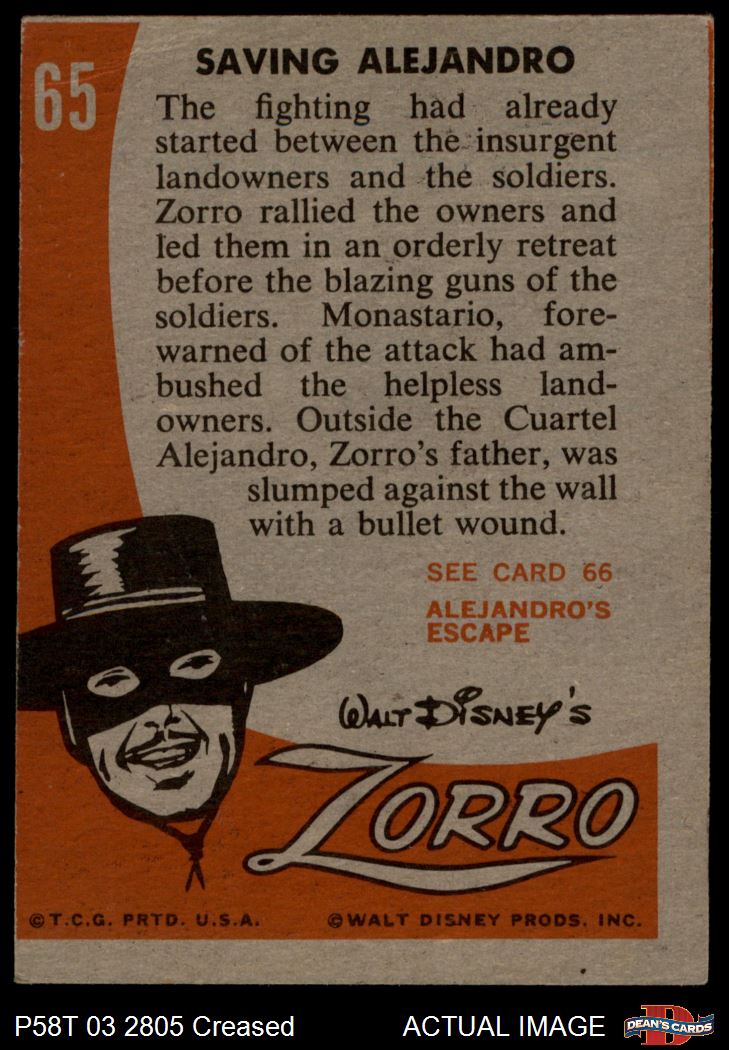 65
SAVING ALEJANDRO
The fighting had already
started between the insurgent
landowners and the soldiers.
Zorro rallied the owners and
led them in an orderly retreat
before the blazing guns of the
soldiers. Monastario, fore-
warned of the attack had am-
bushed the helpless land-
owners. Outside the Cuartel
Alejandro, Zorro's father, was
slumped against the wall
with a bullet wound.
SEE CARD 66
ALEJANDRO'S
ESCAPE
WALT DISNEY'S
ZORRO
©T.C.G. PRTD. U.S.A. ©WALT DISNEY PRODS. INC.
P58T 03 2805 Creased ACTUAL IMAGE DEAN'S CARDS